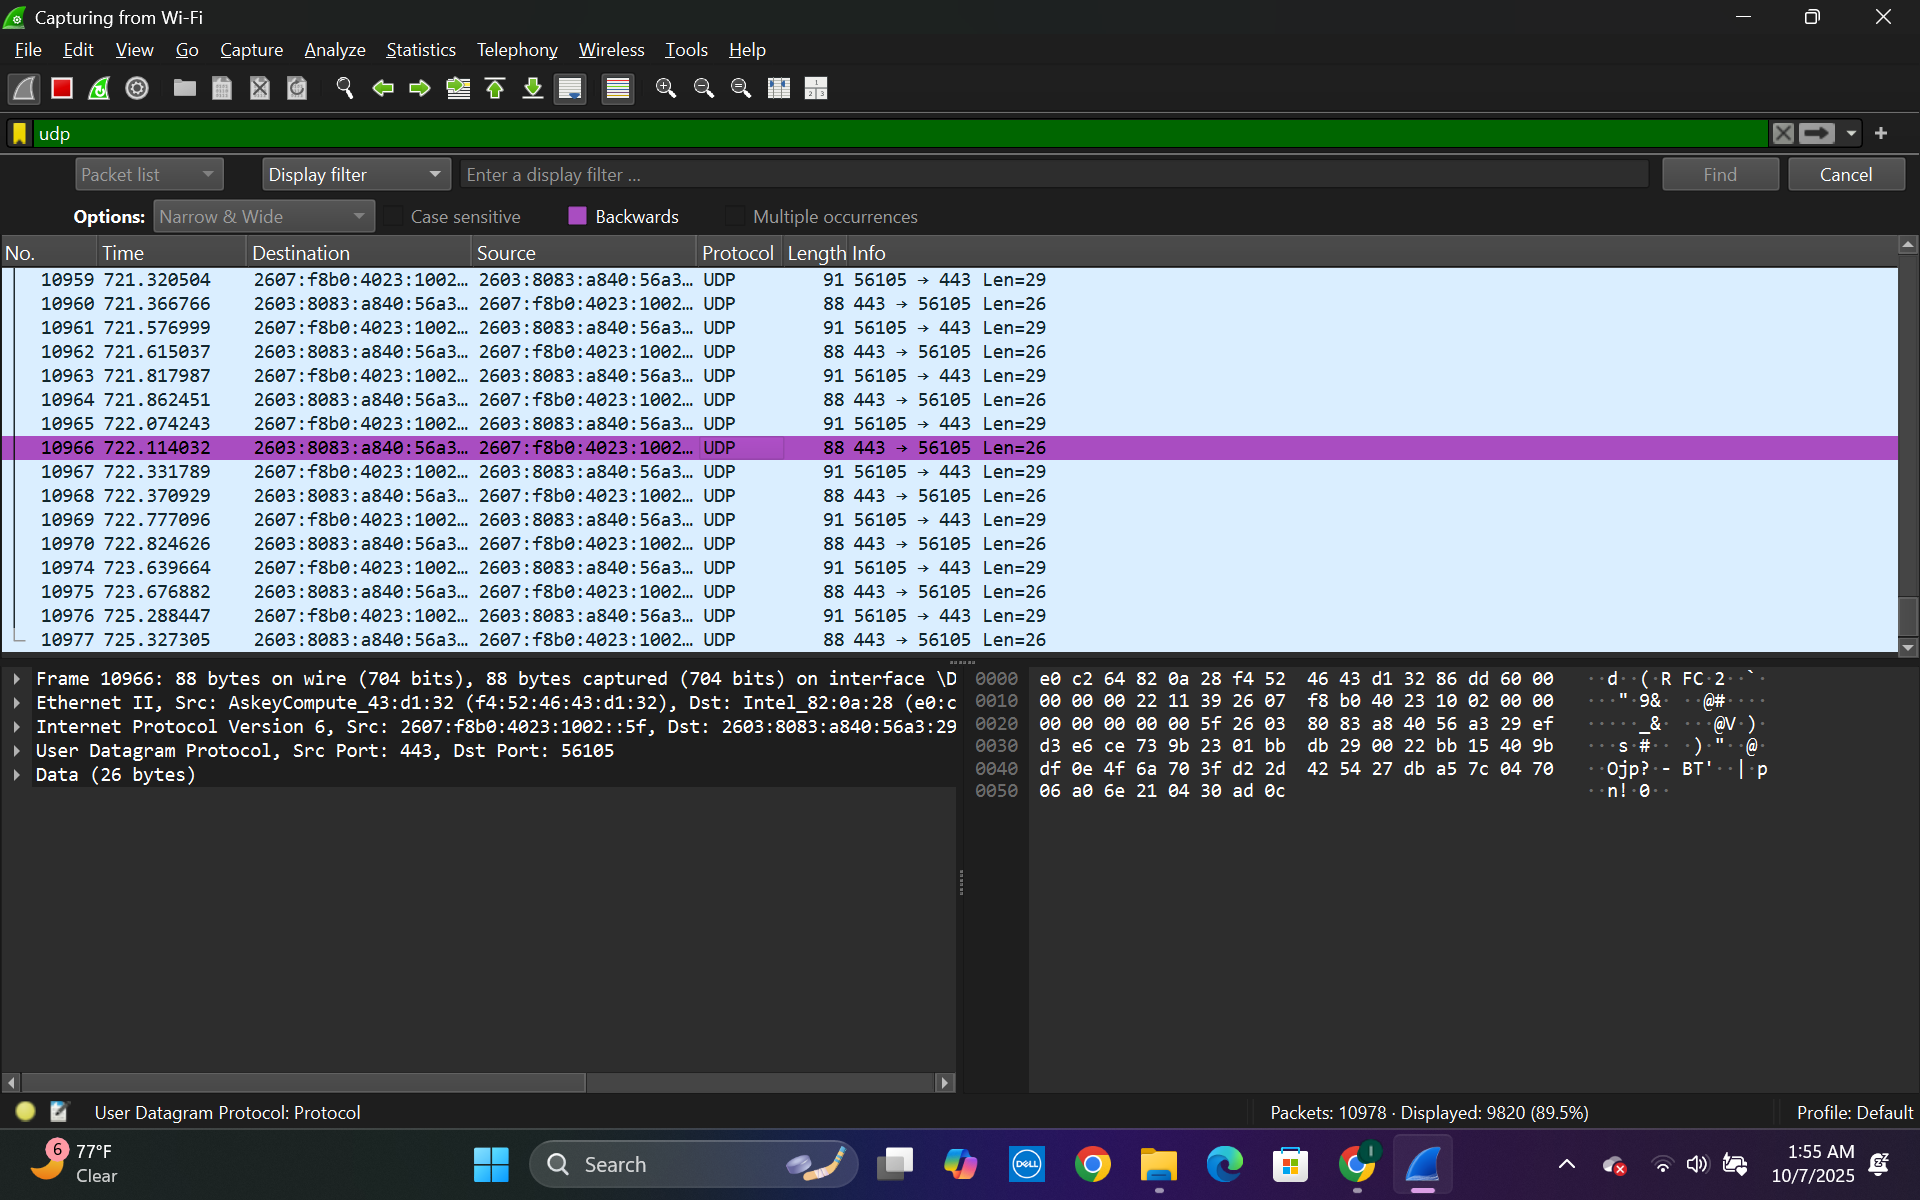 Capturing from Wi-Fi
File Edit View Go Capture Analyze Statistics Telephony Wireless Tools Help
udp
Packet list Display filter Enter a display filter ... Find Cancel
Options: Narrow & Wide Case sensitive Backwards Multiple occurrences
No. Time Destination Source Protocol Length Info
10959 721.320504 2607:f8b0:4023:1002… 2603:8083:a840:56a3… UDP 91 56105 → 443 Len=29
10960 721.366766 2603:8083:a840:56a3… 2607:f8b0:4023:1002… UDP 88 443 → 56105 Len=26
10961 721.576999 2607:f8b0:4023:1002… 2603:8083:a840:56a3… UDP 91 56105 → 443 Len=29
10962 721.615037 2603:8083:a840:56a3… 2607:f8b0:4023:1002… UDP 88 443 → 56105 Len=26
10963 721.817987 2607:f8b0:4023:1002… 2603:8083:a840:56a3… UDP 91 56105 → 443 Len=29
10964 721.862451 2603:8083:a840:56a3… 2607:f8b0:4023:1002… UDP 88 443 → 56105 Len=26
10965 722.074243 2607:f8b0:4023:1002… 2603:8083:a840:56a3… UDP 91 56105 → 443 Len=29
10966 722.114032 2603:8083:a840:56a3… 2607:f8b0:4023:1002… UDP 88 443 → 56105 Len=26
10967 722.331789 2607:f8b0:4023:1002… 2603:8083:a840:56a3… UDP 91 56105 → 443 Len=29
10968 722.370929 2603:8083:a840:56a3… 2607:f8b0:4023:1002… UDP 88 443 → 56105 Len=26
10969 722.777096 2607:f8b0:4023:1002… 2603:8083:a840:56a3… UDP 91 56105 → 443 Len=29
10970 722.824626 2603:8083:a840:56a3… 2607:f8b0:4023:1002… UDP 88 443 → 56105 Len=26
10974 723.639664 2607:f8b0:4023:1002… 2603:8083:a840:56a3… UDP 91 56105 → 443 Len=29
10975 723.676882 2603:8083:a840:56a3… 2607:f8b0:4023:1002… UDP 88 443 → 56105 Len=26
10976 725.288447 2607:f8b0:4023:1002… 2603:8083:a840:56a3… UDP 91 56105 → 443 Len=29
10977 725.327305 2603:8083:a840:56a3… 2607:f8b0:4023:1002… UDP 88 443 → 56105 Len=26
Frame 10966: 88 bytes on wire (704 bits), 88 bytes captured (704 bits) on interface \D
Ethernet II, Src: AskeyCompute_43:d1:32 (f4:52:46:43:d1:32), Dst: Intel_82:0a:28 (e0:c
Internet Protocol Version 6, Src: 2607:f8b0:4023:1002::5f, Dst: 2603:8083:a840:56a3:29
User Datagram Protocol, Src Port: 443, Dst Port: 56105
Data (26 bytes)
0000 e0 c2 64 82 0a 28 f4 52 46 43 d1 32 86 dd 60 00 ··d··(·R FC·2··`·
0010 00 00 00 22 11 39 26 07 f8 b0 40 23 10 02 00 00 ···"·9&· ··@#····
0020 00 00 00 00 00 5f 26 03 80 83 a8 40 56 a3 29 ef ·····_&· ···@V·)·
0030 d3 e6 ce 73 9b 23 01 bb db 29 00 22 bb 15 40 9b ···s·#·· ·)·"··@·
0040 df 0e 4f 6a 70 3f d2 2d 42 54 27 db a5 7c 04 70 ··Ojp?·- BT'··|·p
0050 06 a0 6e 21 04 30 ad 0c ··n!·0··
User Datagram Protocol: Protocol Packets: 10978 · Displayed: 9820 (89.5%) Profile: Default
6 77°F
Clear
Search
DELL
1:55 AM
10/7/2025